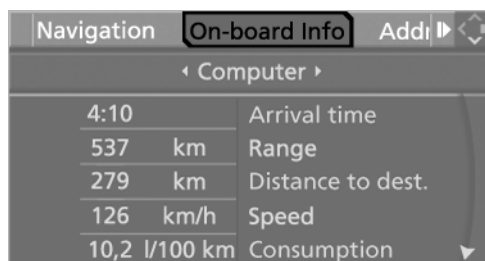 Navigation On-board Info
Computer
4:10 Arrival time
537 km Range
279 km Distance to dest.
126 km/h Speed
10,2 l/100 km Consumption